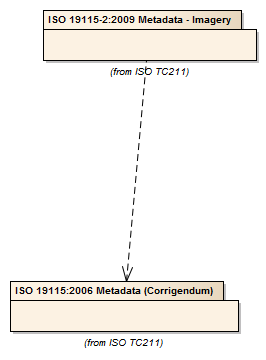 ISO 19115-2:2009 Metadata - Imagery
(from ISO TC211)
ISO 19115:2006 Metadata (Corrigendum)
(from ISO TC211)